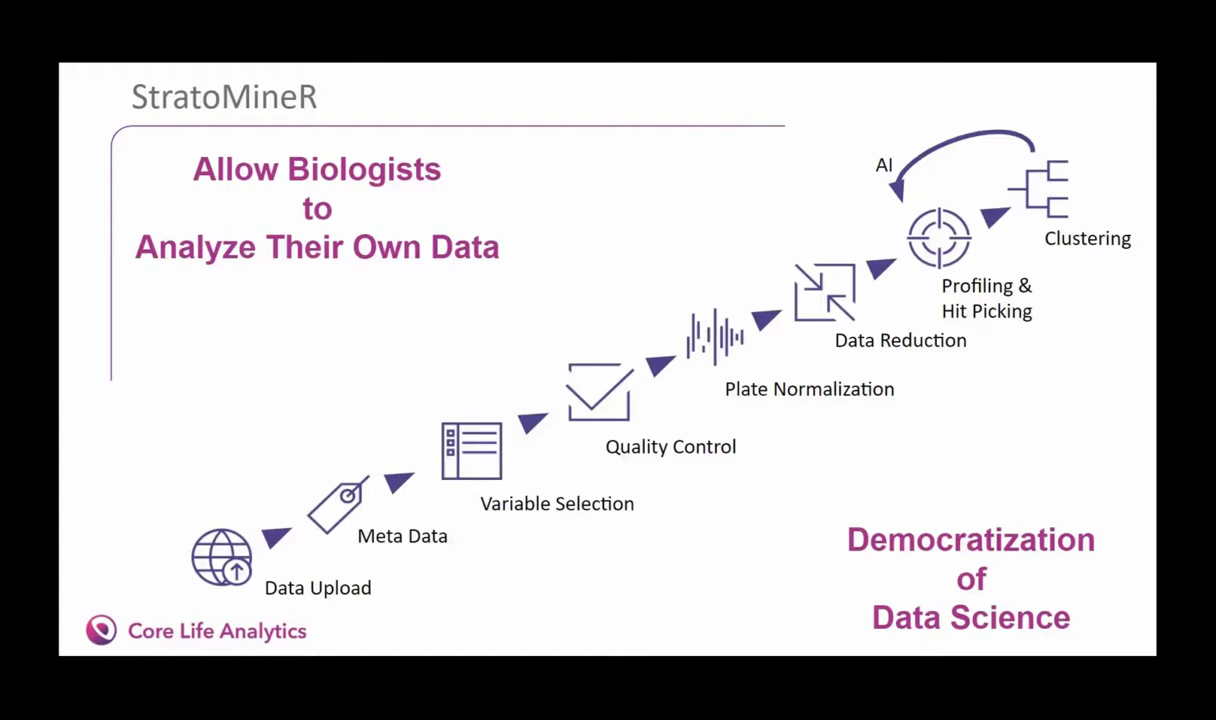 StratoMineR
Allow Biologists
to
Analyze Their Own Data
AI
Clustering
Profiling &
Hit Picking
Data Reduction
Plate Normalization
Quality Control
Variable Selection
Meta Data
Data Upload
Democratization
of
Data Science
Core Life Analytics